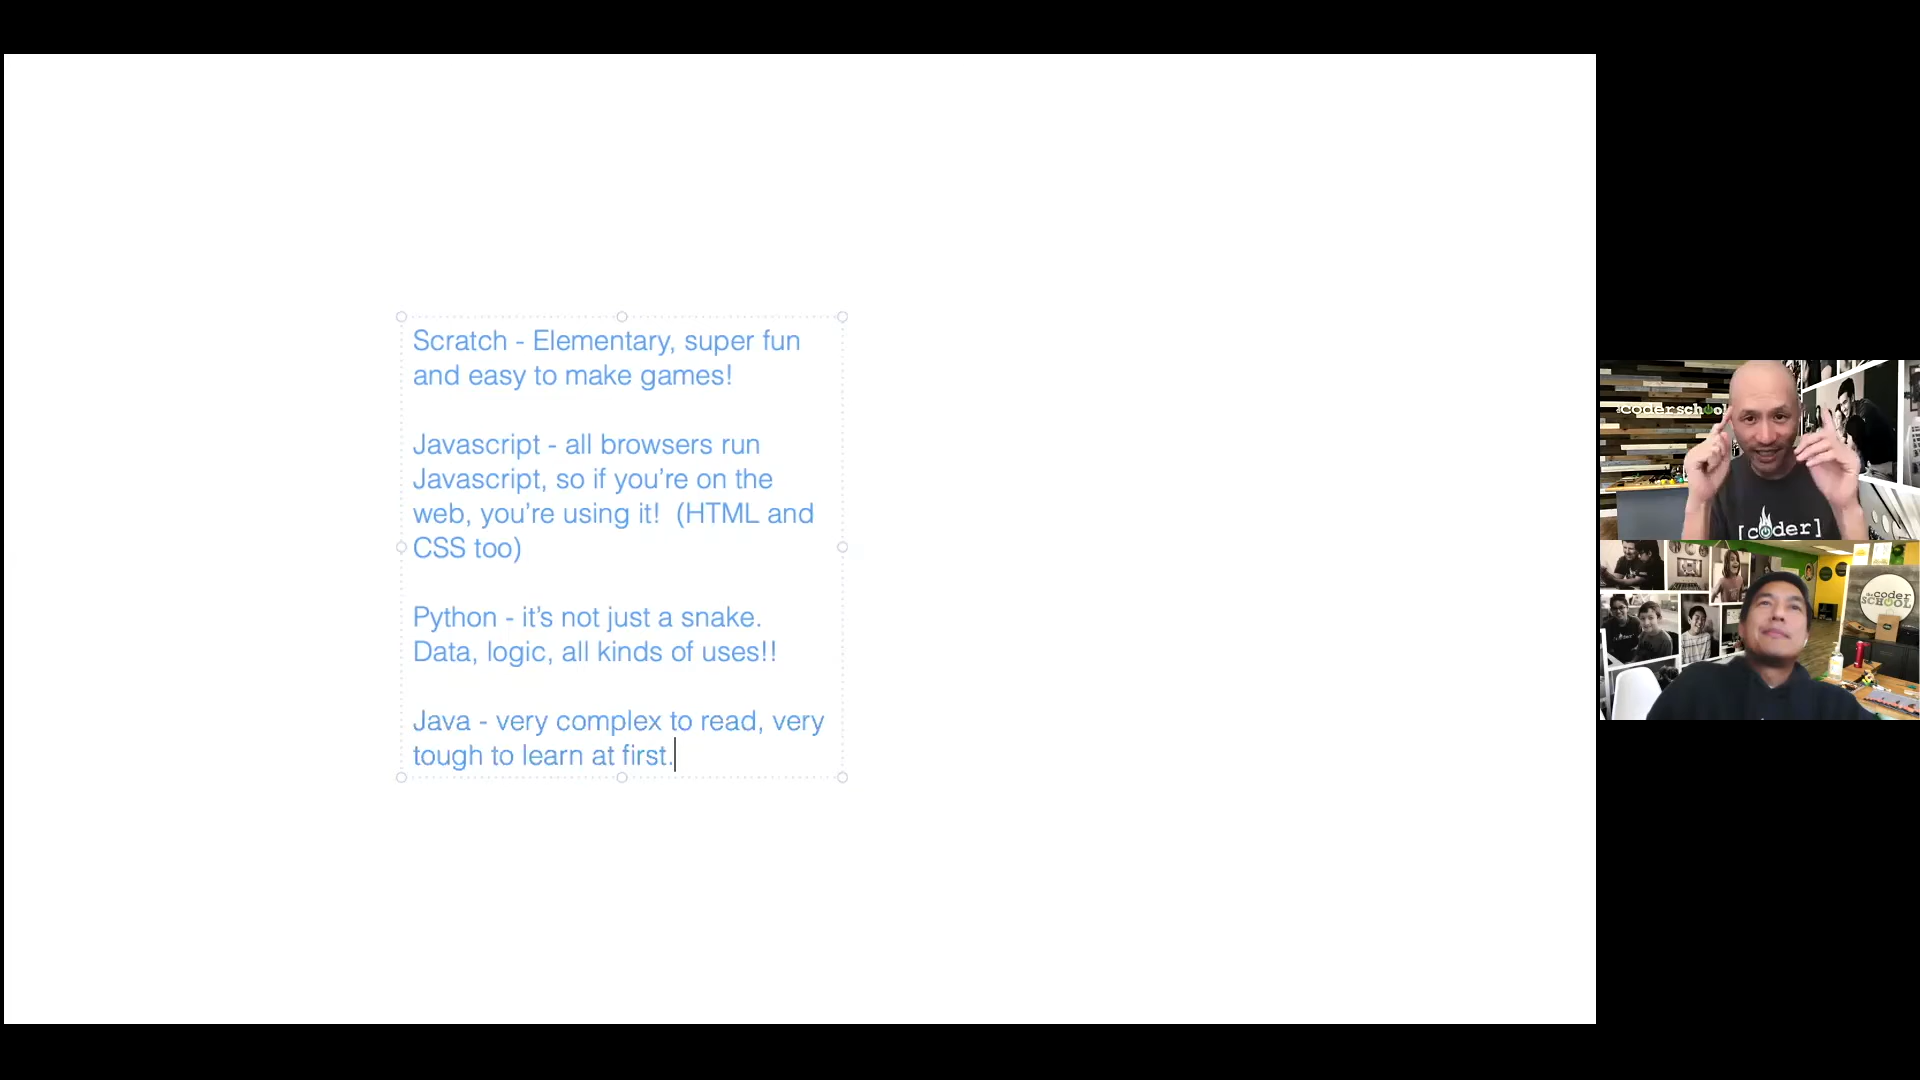 Scratch - Elementary, super fun
and easy to make games!
Javascript - all browsers run
Javascript, so if you’re on the
web, you’re using it!  (HTML and
CSS too)
Python - it’s not just a snake.
Data, logic, all kinds of uses!!
Java - very complex to read, very
tough to learn at first.
coderschool
[coder]
the coder
SCHOOL